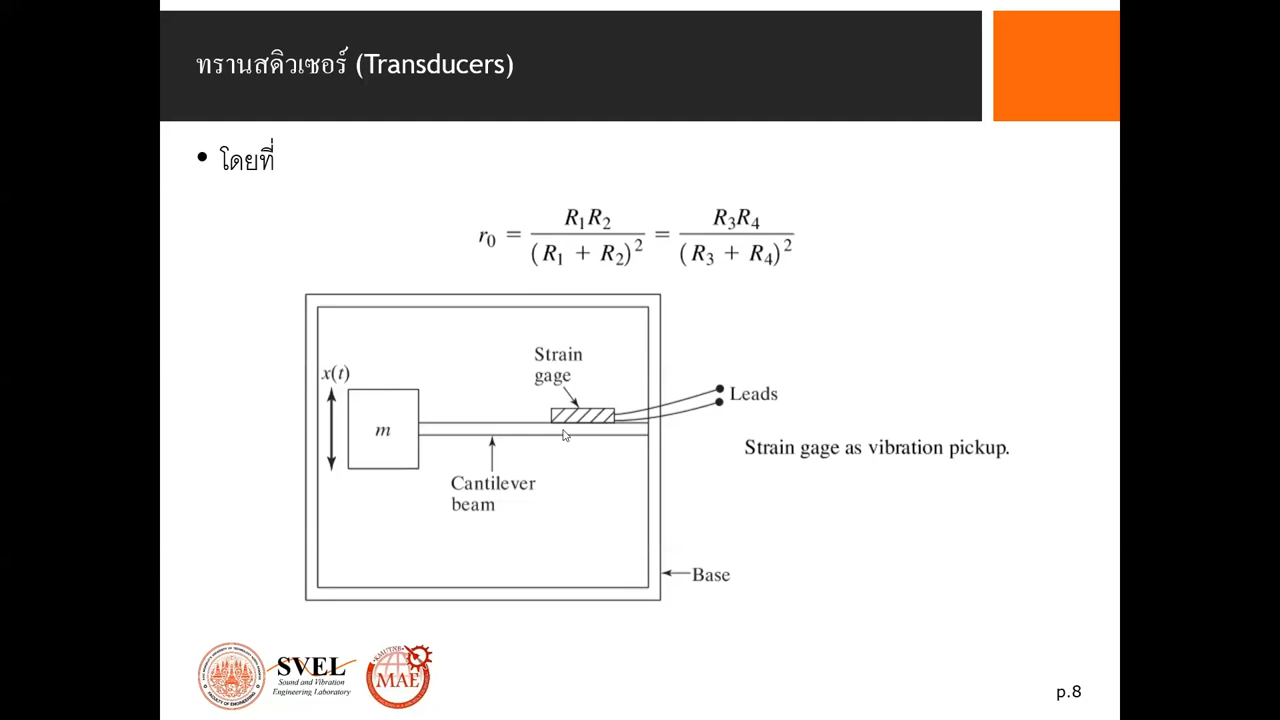 ทรานสดิวเซอร์ (Transducers)
• โดยที่
r₀ = R₁R₂ / (R₁ + R₂)² = R₃R₄ / (R₃ + R₄)²
Strain
gage
x(t)
Leads
m
Strain gage as vibration pickup.
Cantilever
beam
Base
SVEL
Sound and Vibration
Engineering Laboratory
KMUTNB
MAE
p.8